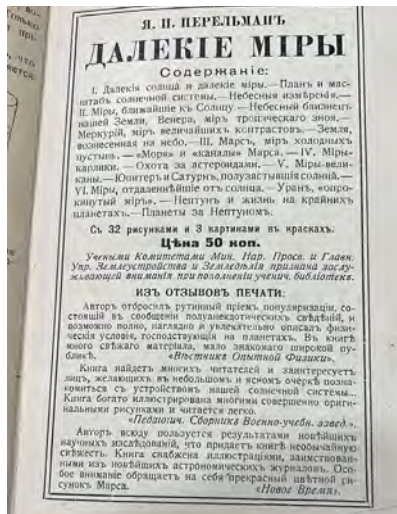 Я. И. ПЕРЕЛЬМАНЪ
ДАЛЕКІЕ МІРЫ
Содержаніе:
I. Далекія солнца и далекіе міры.—Планъ и мас-
штабъ солнечной системы.—Небесныя измѣренія.—
II. Міры, ближайшіе къ Солнцу.—Небесный близнецъ
нашей Земли, Венера, міръ тропическаго зноя.—
Меркурій, міръ величайшихъ контрастовъ.—Земля,
вознесенная на небо.—III. Марсъ, міръ холодныхъ
пустынь.—«Моря» и «каналы» Марса.—IV. Міры-
карлики.—Охота за астероидами.—V. Міры-вели-
каны.—Юпитеръ и Сатурнъ, полузаставшія солнца.—
VI. Міры, отдаленнѣйшіе отъ солнца.—Уранъ, «опро-
кинутый міръ».—Нептунъ и жизнь на крайнихъ
планетахъ.—Планеты за Нептуномъ.
Съ 32 рисунками и 3 картинами въ краскахъ.
Цѣна 50 коп.
Учеными Комитетами Мин. Нар. Просв. и Главн.
Упр. Землеустройства и Земледѣлія признана заслу-
живающей вниманія при пополненіи ученич. библіотекъ.
ИЗЪ ОТЗЫВОВЪ ПЕЧАТИ:
Авторъ отбросилъ рутинный пріемъ популяризаціи, со-
стоящій въ сообщеніи полуанекдотическихъ свѣдѣній, и
возможно полно, наглядно и увлекательно описалъ физи-
ческія условія, господствующія на планетахъ. Въ книгѣ
много свѣжаго матеріала, мало знакомаго широкой пу-
бликѣ. «Вѣстникъ Опытной Физики».
Книга найдетъ многихъ читателей и заинтересуетъ
лицъ, желающихъ въ небольшомъ и ясномъ очеркѣ позна-
комиться съ устройствомъ нашей солнечной системы...
Книга богато иллюстрирована многими совершенно ориги-
нальными рисунками и читается легко.
«Педагогич. Сборникъ Военно-учебн. завед.».
Авторъ всюду пользуется результатами новѣйшихъ
научныхъ изслѣдованій, что придаетъ книгѣ необычайную
свѣжесть. Книга снабжена иллюстраціями, заимствован-
ными изъ новѣйшихъ астрономическихъ журналовъ. Осо-
бое вниманіе обращаетъ на себя прекрасный цвѣтной ри-
сунокъ Марса. «Новое Время».